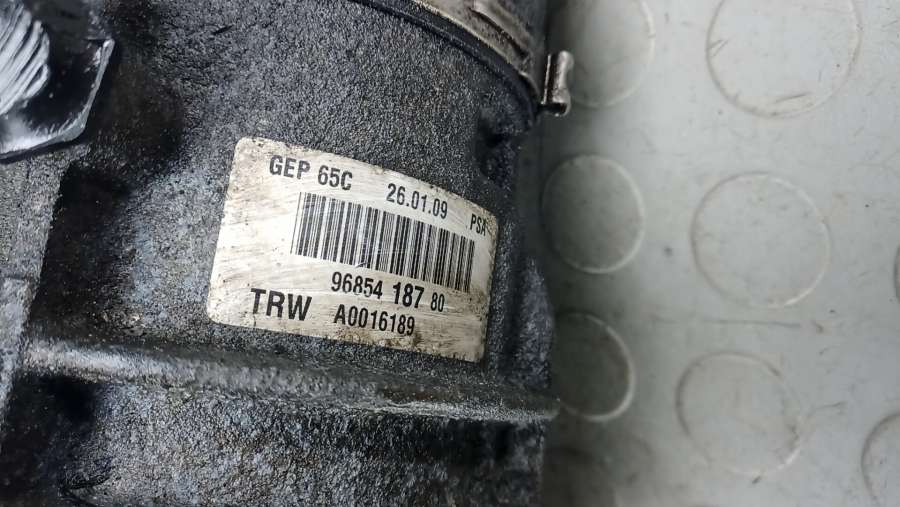 GEP 65C 26.01.09 PSA
96854 187 80
TRW A0016189